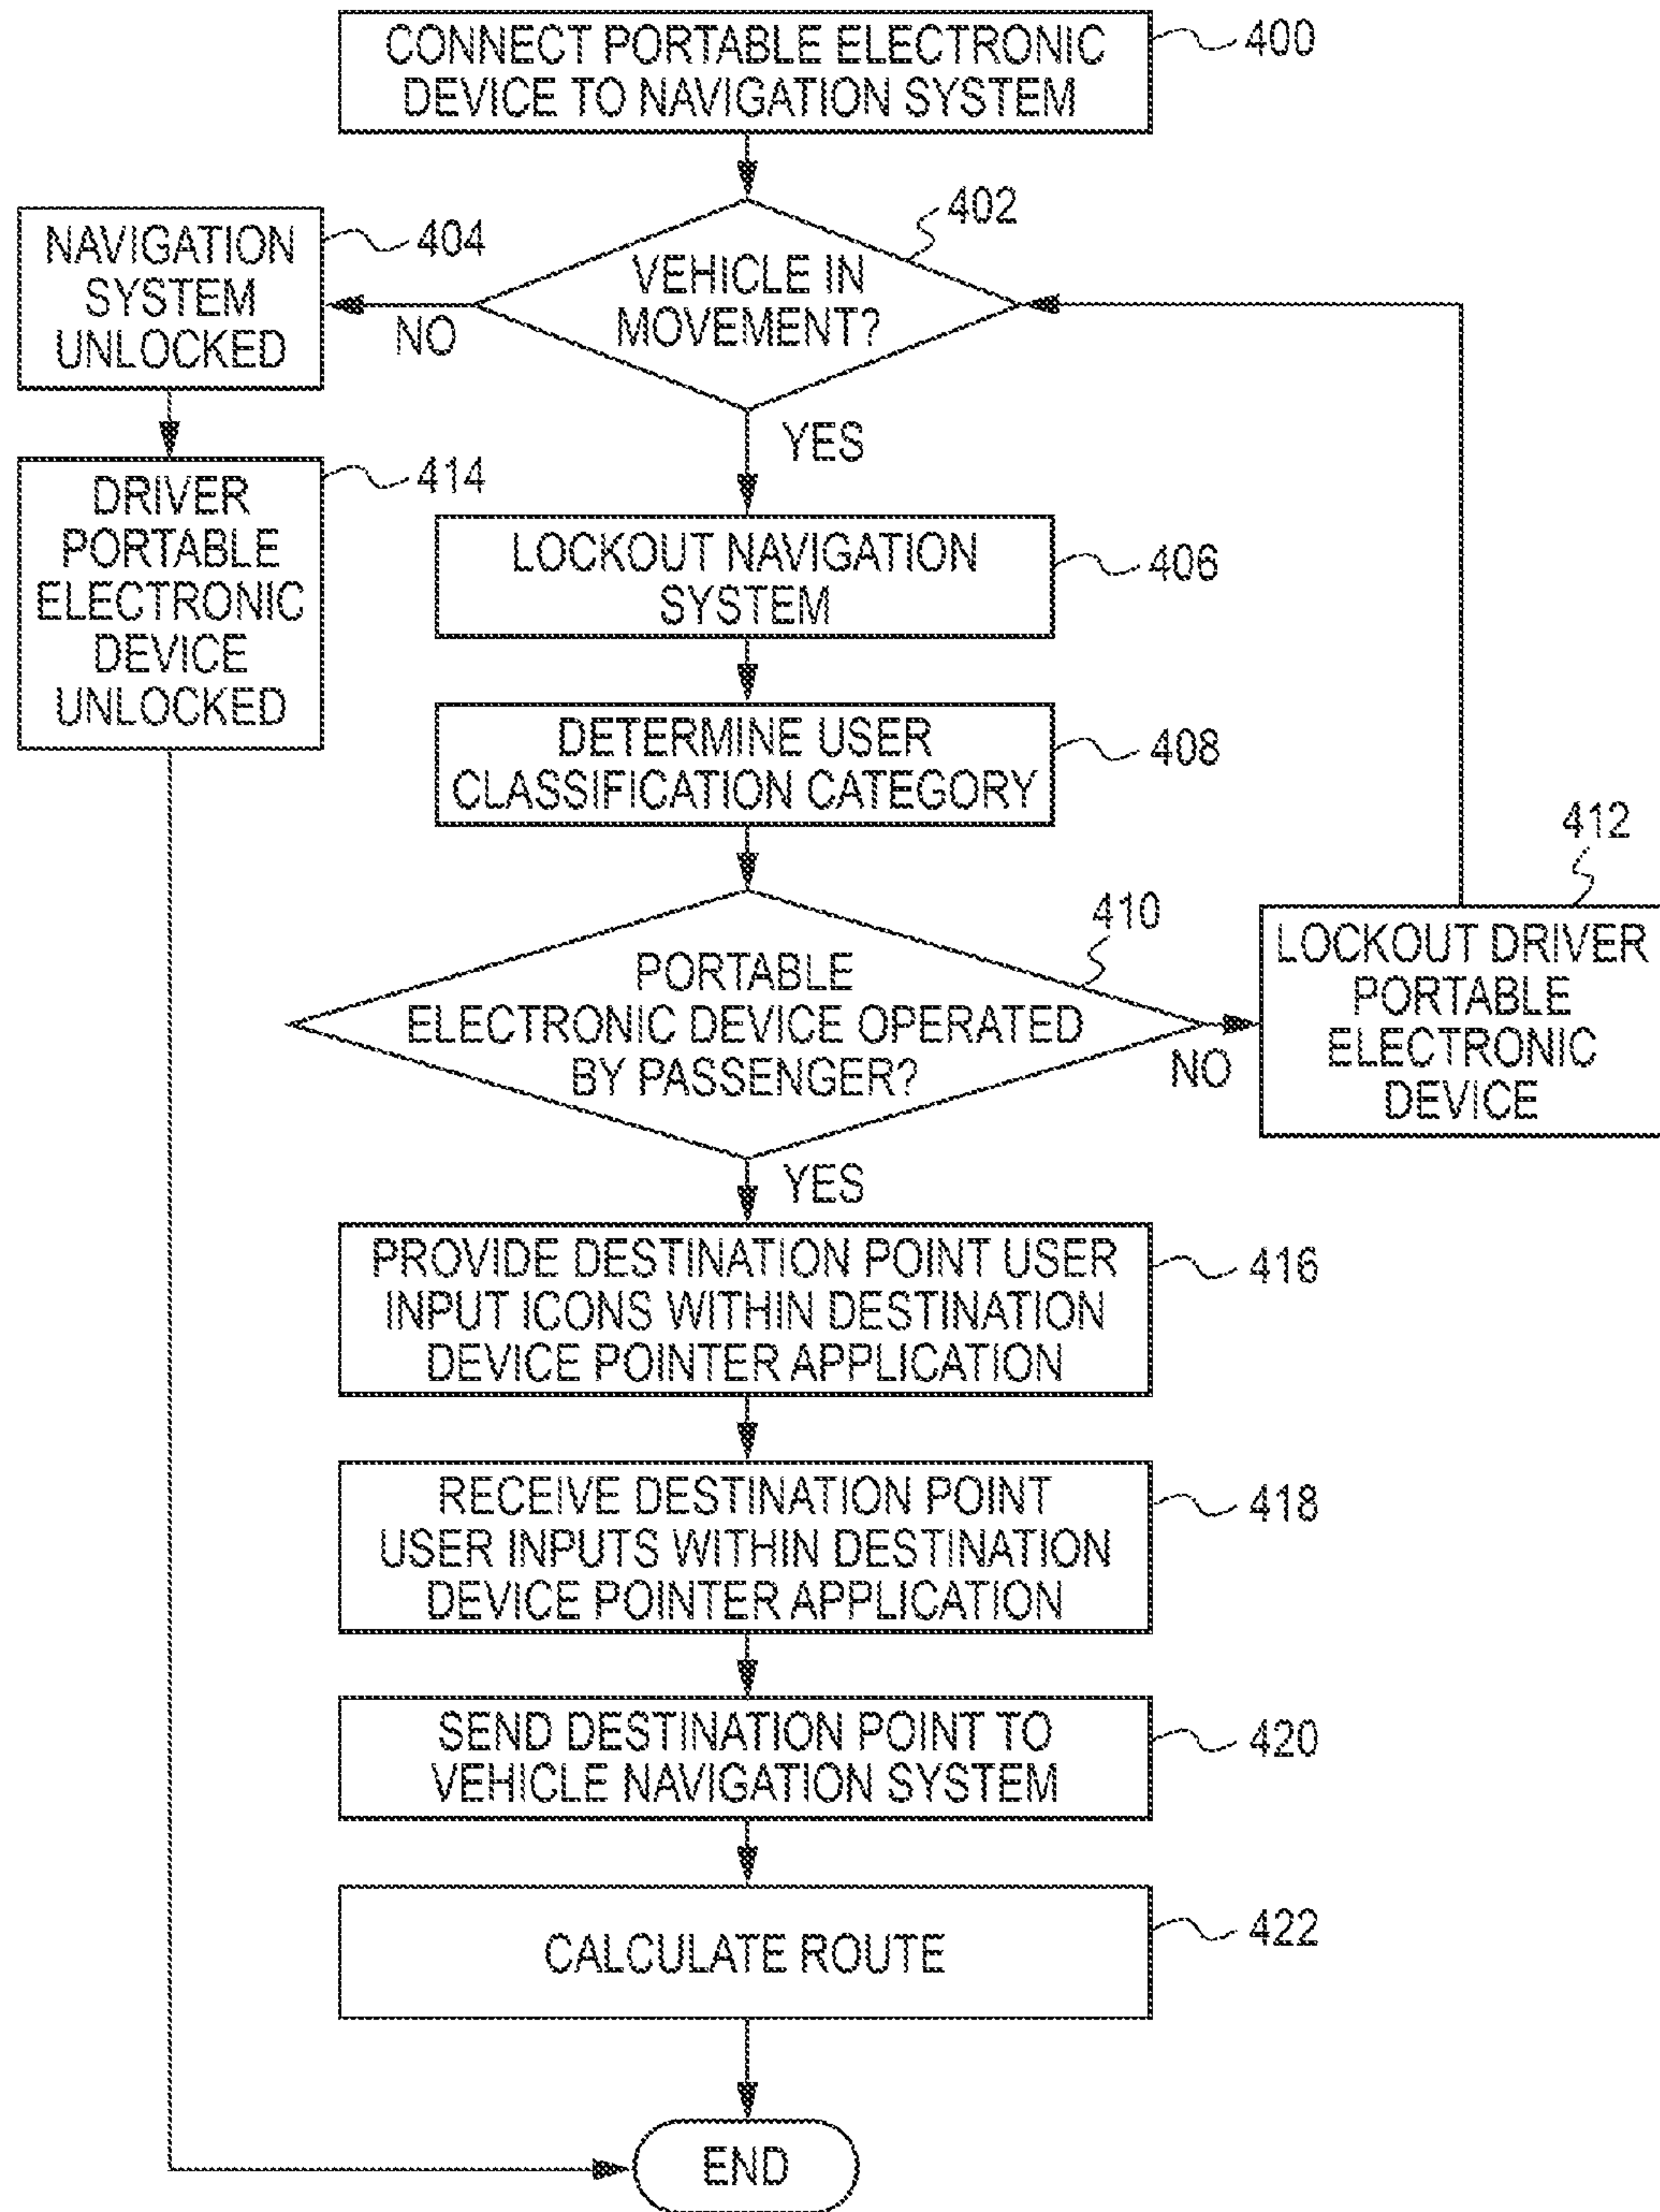 CONNECT PORTABLE ELECTRONIC
DEVICE TO NAVIGATION SYSTEM
400
402
VEHICLE IN
MOVEMENT?
NAVIGATION
SYSTEM
UNLOCKED
404
NO
YES
DRIVER
PORTABLE
ELECTRONIC
DEVICE
UNLOCKED
414
LOCKOUT NAVIGATION
SYSTEM
406
DETERMINE USER
CLASSIFICATION CATEGORY
408
410
PORTABLE
ELECTRONIC DEVICE OPERATED
BY PASSENGER?
NO
412
LOCKOUT DRIVER
PORTABLE
ELECTRONIC
DEVICE
YES
PROVIDE DESTINATION POINT USER
INPUT ICONS WITHIN DESTINATION
DEVICE POINTER APPLICATION
416
RECEIVE DESTINATION POINT
USER INPUTS WITHIN DESTINATION
DEVICE POINTER APPLICATION
418
SEND DESTINATION POINT TO
VEHICLE NAVIGATION SYSTEM
420
CALCULATE ROUTE
422
END